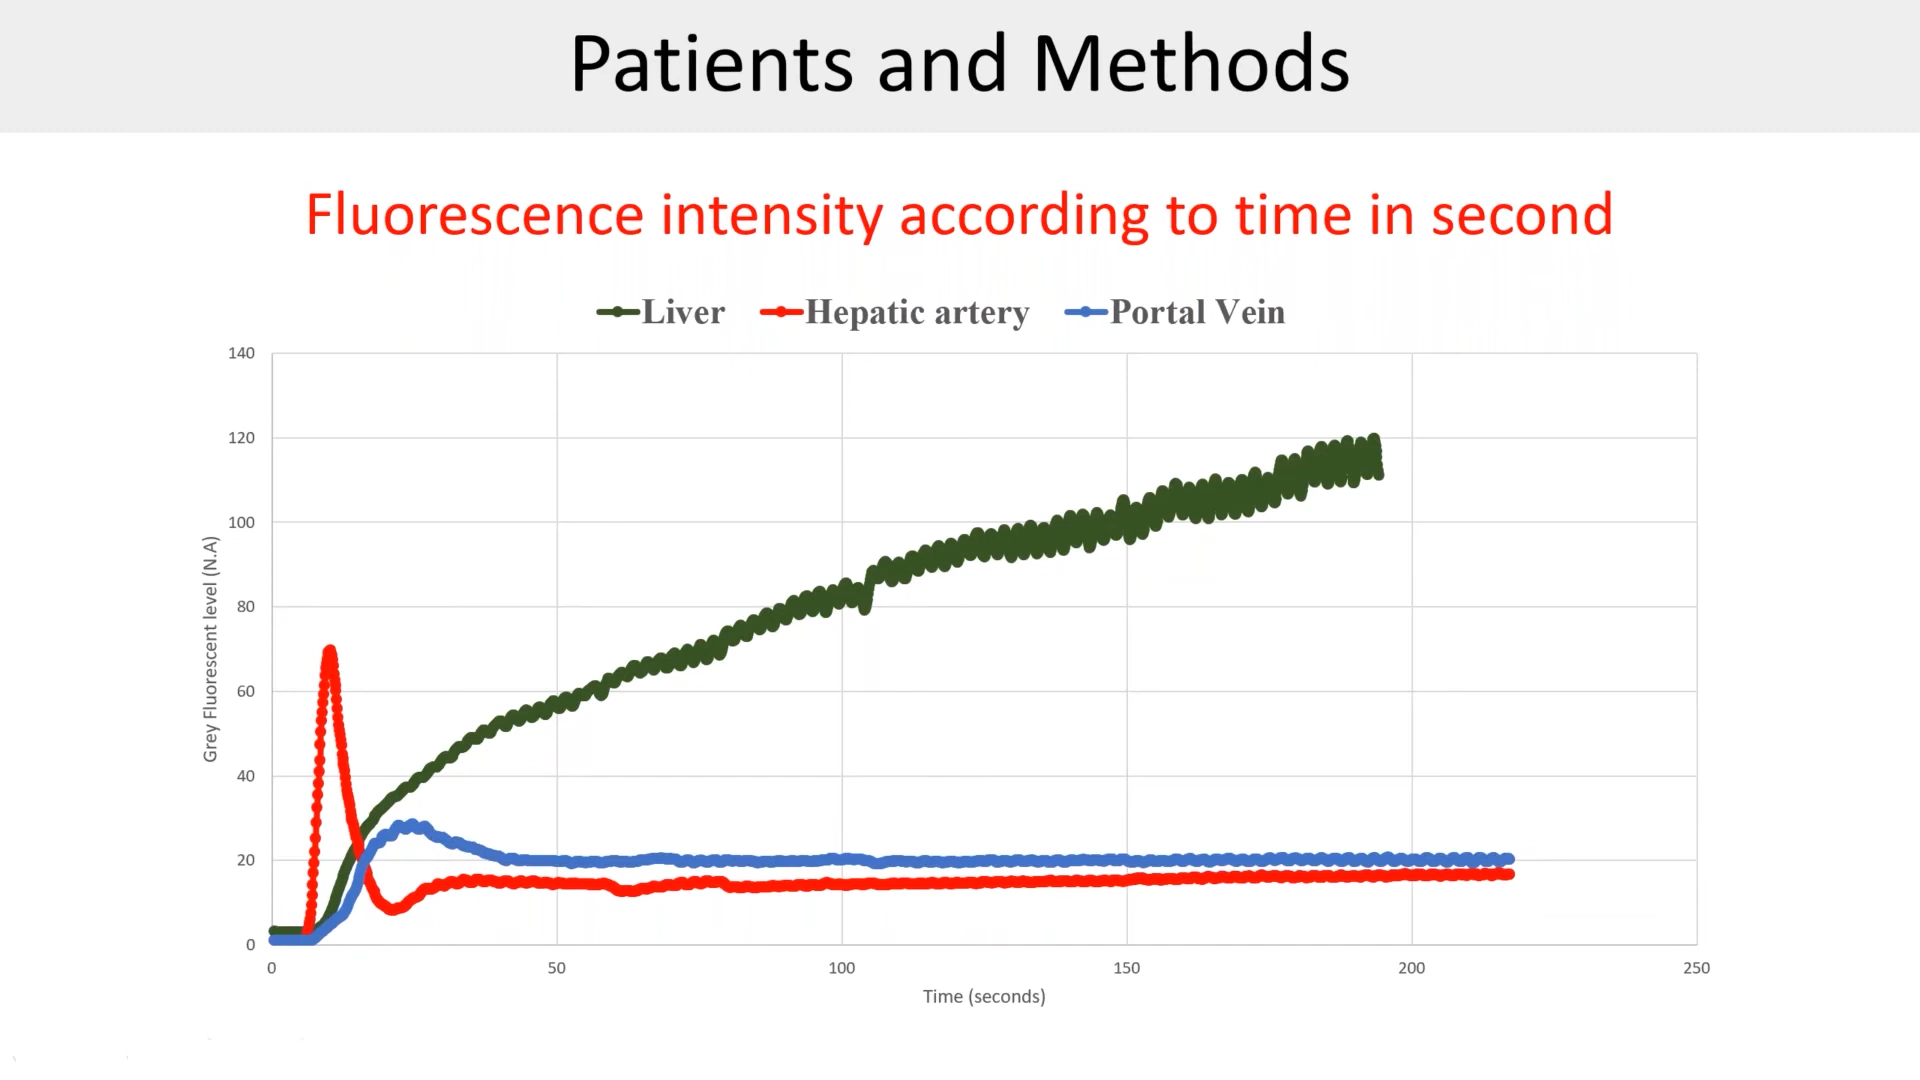 Patients and Methods
Fluorescence intensity according to time in second
Liver Hepatic artery Portal Vein
140
120
100
80
60
40
20
0
Grey Fluorescent level (N.A)
0 50 100 150 200 250
Time (seconds)